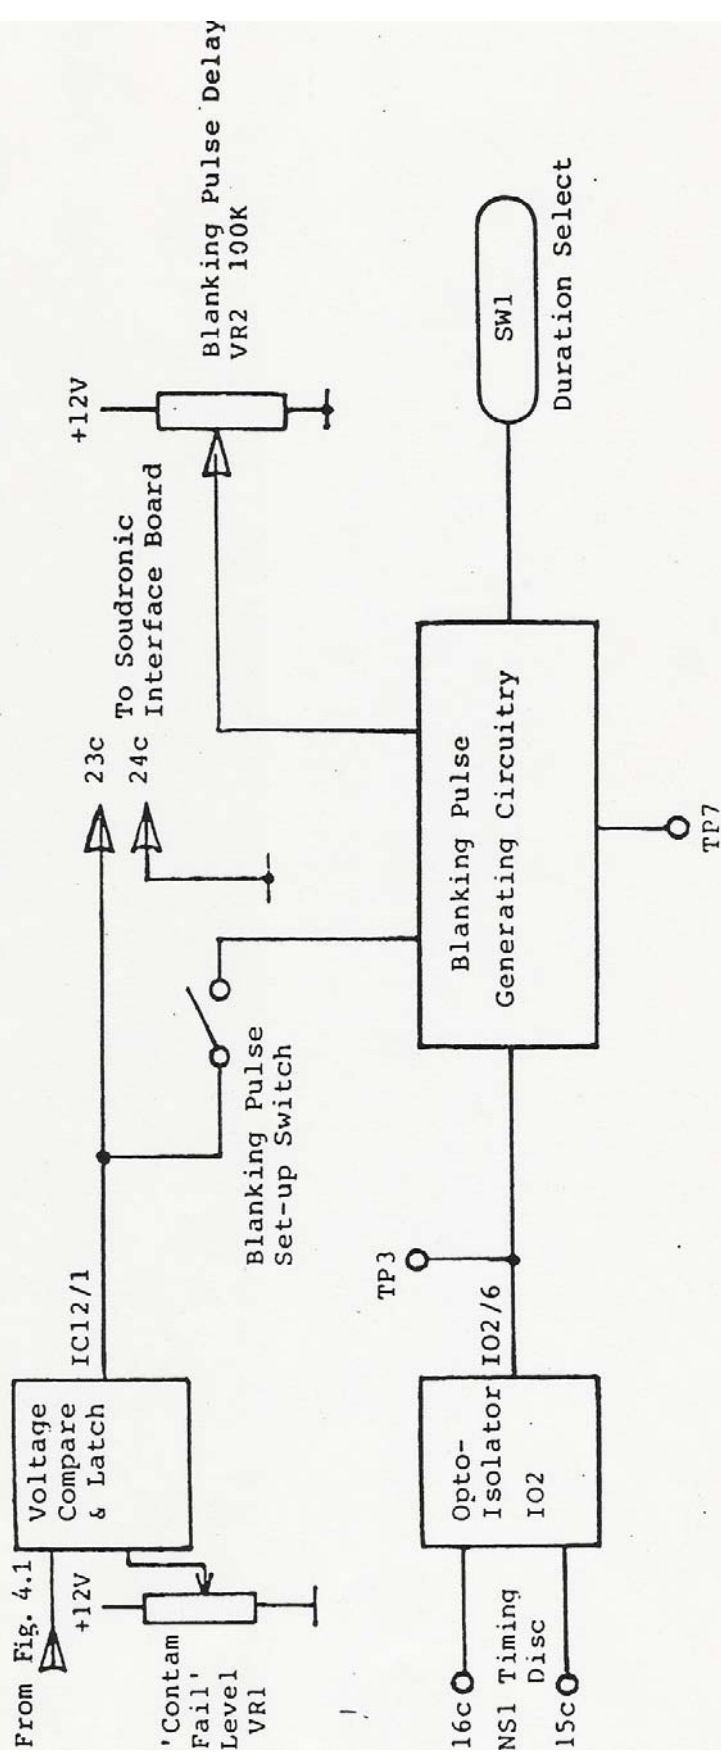 From Fig. 4.1
+12V
'Contam
Fail'
Level
VR1
Voltage
Compare
& Latch
IC12/1
Blanking Pulse
Set-up Switch
23c
24c
To Soudronic
Interface Board
+12V
Blanking Pulse Delay
VR2 100K
16c
NS1 Timing
Disc
15c
Opto-
Isolator
IO2
IO2/6
TP3
Blanking Pulse
Generating Circuitry
TP7
SW1
Duration Select